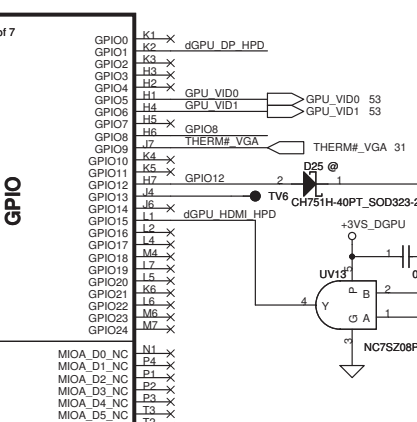 of 7
GPIO
GPIO0 K1
GPIO1 K2 dGPU_DP_HPD
GPIO2 K3
GPIO3 H3
GPIO4 H2
GPIO5 H1 GPU_VID0 GPU_VID0 53
GPIO6 H4 GPU_VID1 GPU_VID1 53
GPIO7 H5
GPIO8 H6 GPIO8
GPIO9 J7 THERM#_VGA THERM#_VGA 31
GPIO10 K4
GPIO11 K5 D25 @
GPIO12 H7 GPIO12 2 1
GPIO13 J4 TV6 CH751H-40PT_SOD323-2
GPIO14 J6
GPIO15 L1 dGPU_HDMI_HPD
GPIO16 L2 +3VS_DGPU
GPIO17 L4
GPIO18 M4 1
GPIO19 L7
GPIO20 L5 UV13 5 0
GPIO21 K6 P B 2
GPIO22 L6 4 Y
GPIO23 M6 G A 1
GPIO24 M7
3 NC7SZ08P
MIOA_D0_NC N1
MIOA_D1_NC P4
MIOA_D2_NC P1
MIOA_D3_NC P2
MIOA_D4_NC P3
MIOA_D5_NC T3